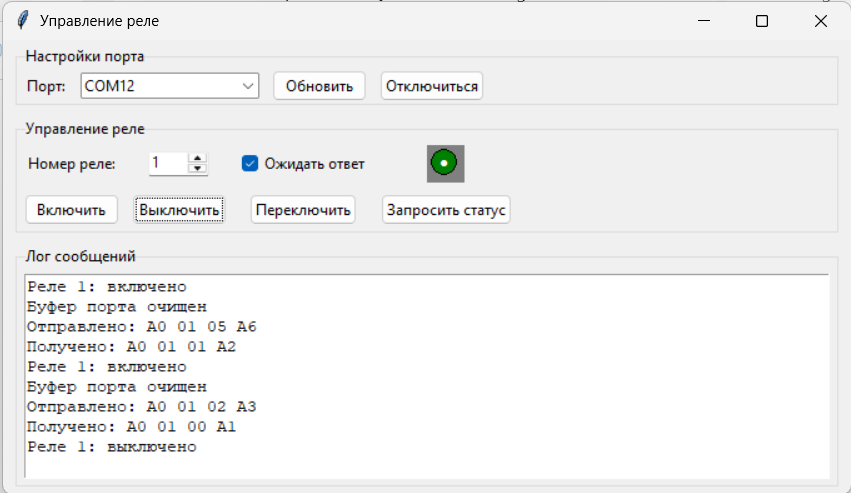 Управление реле
Настройки порта
Порт: COM12 Обновить Отключиться
Управление реле
Номер реле: 1 Ожидать ответ
Включить Выключить Переключить Запросить статус
Лог сообщений
Реле 1: включено
Буфер порта очищен
Отправлено: A0 01 05 A6
Получено: A0 01 01 A2
Реле 1: включено
Буфер порта очищен
Отправлено: A0 01 02 A3
Получено: A0 01 00 A1
Реле 1: выключено